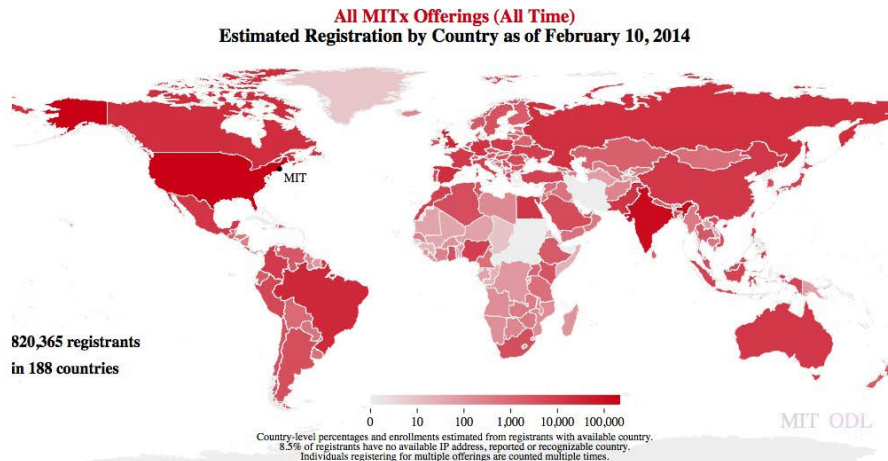 All MITx Offerings (All Time)
Estimated Registration by Country as of February 10, 2014
MIT
820,365 registrants
in 188 countries
0 10 100 1,000 10,000 100,000
MIT ODL
Country-level percentages and enrollments estimated from registrants with available country.
8.5% of registrants have no available IP address, reported or recognizable country.
Individuals registering for multiple offerings are counted multiple times.